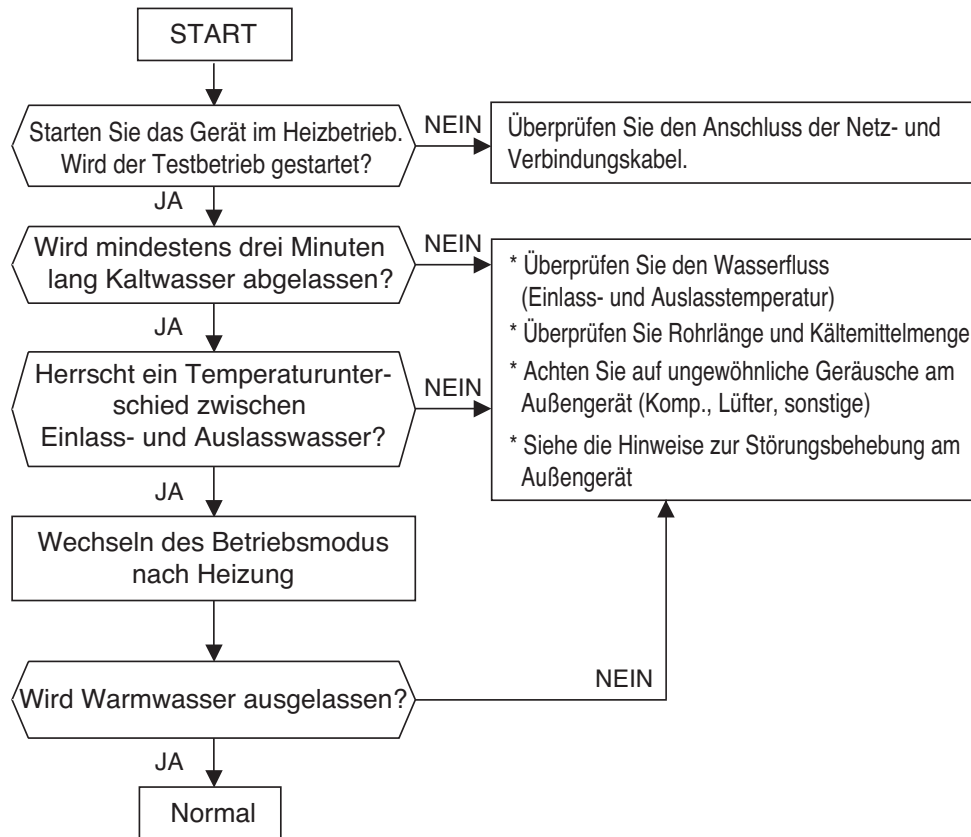 START
Starten Sie das Gerät im Heizbetrieb.
Wird der Testbetrieb gestartet?
NEIN
Überprüfen Sie den Anschluss der Netz- und
Verbindungskabel.
JA
Wird mindestens drei Minuten
lang Kaltwasser abgelassen?
NEIN
* Überprüfen Sie den Wasserfluss
(Einlass- und Auslasstemperatur)
* Überprüfen Sie Rohrlänge und Kältemittelmenge
* Achten Sie auf ungewöhnliche Geräusche am
Außengerät (Komp., Lüfter, sonstige)
* Siehe die Hinweise zur Störungsbehebung am
Außengerät
JA
Herrscht ein Temperaturunter-
schied zwischen
Einlass- und Auslasswasser?
NEIN
JA
Wechseln des Betriebsmodus
nach Heizung
Wird Warmwasser ausgelassen?
NEIN
JA
Normal